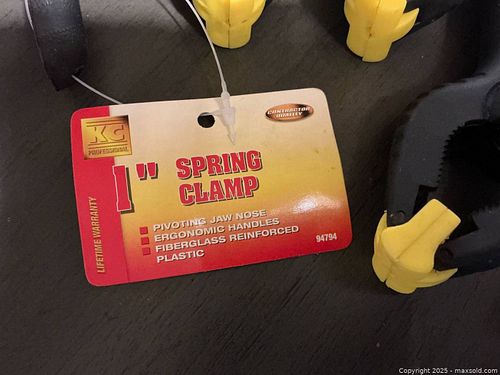 KC
PROFESSIONAL
CONTRACTOR
QUALITY
1" SPRING
CLAMP
LIFETIME WARRANTY
PIVOTING JAW NOSE
ERGONOMIC HANDLES
FIBERGLASS REINFORCED
PLASTIC
94794
Copyright 2025 - maxsold.com